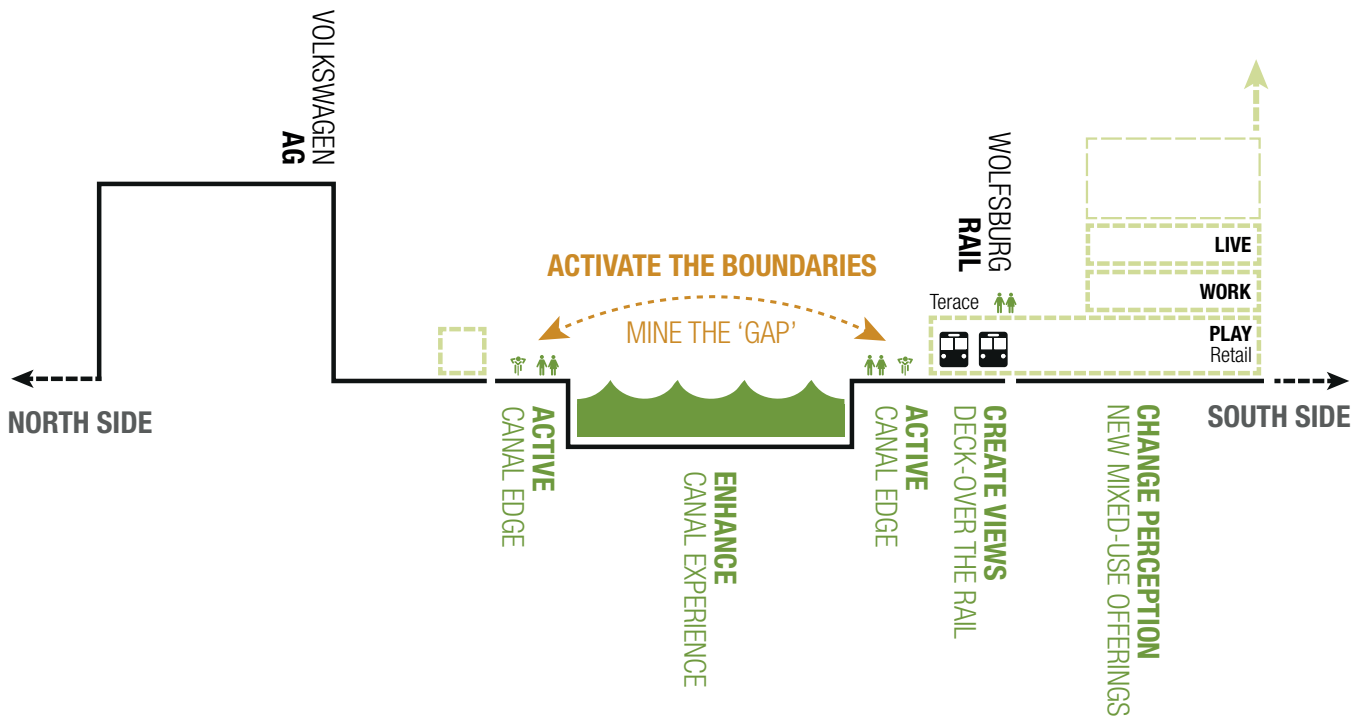 VOLKSWAGEN
AG
WOLFSBURG
RAIL
LIVE
WORK
PLAY
Retail
Terace
ACTIVATE THE BOUNDARIES
MINE THE ‘GAP’
NORTH SIDE
SOUTH SIDE
ACTIVE
CANAL EDGE
ENHANCE
CANAL EXPERIENCE
ACTIVE
CANAL EDGE
CREATE VIEWS
DECK-OVER THE RAIL
CHANGE PERCEPTION
NEW MIXED-USE OFFERINGS